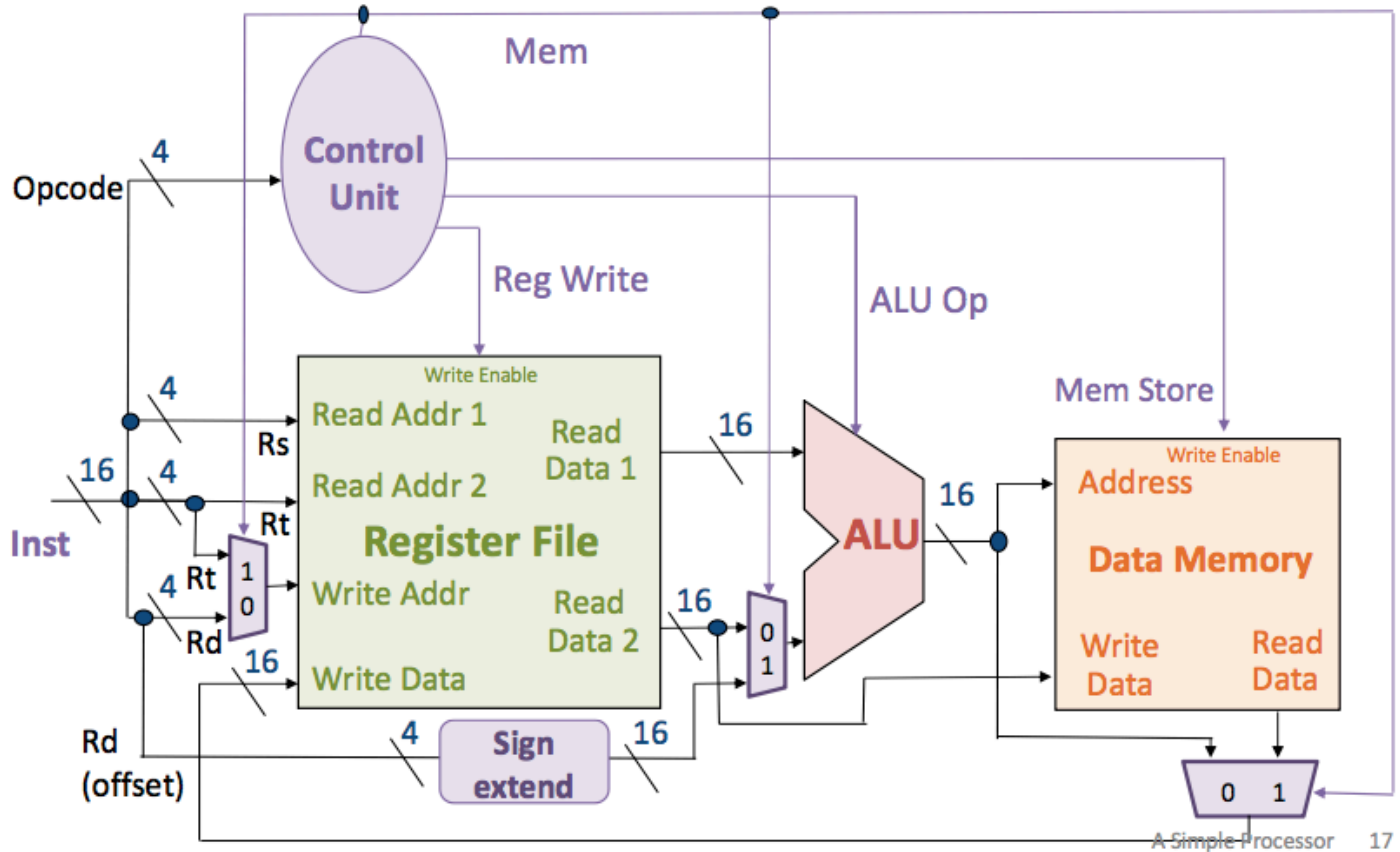 Mem
4
Control
Unit
Opcode
Reg Write
ALU Op
Mem Store
Write Enable
4
Read Addr 1
Rs
Read
Data 1
16
16
4
Read Addr 2
Rt
Inst
Register File
Rt
1
0
4
Rd
Write Addr
Read
Data 2
16
0
1
ALU
16
Write Enable
Address
Data Memory
Write
Data
Read
Data
16
Write Data
Rd
(offset)
4
Sign
extend
16
0 1
A Simple Processor 17